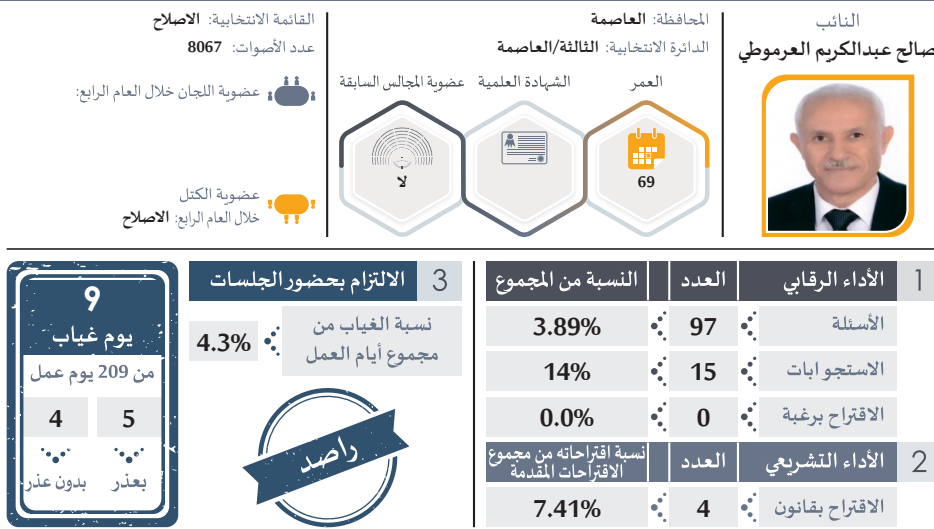 النائب
صالح عبدالكريم العرموطي
المحافظة: العاصمة
الدائرة الانتخابية: الثالثة/العاصمة
العمر
69
الشهادة العلمية
عضوية المجالس السابقة
لا
القائمة الانتخابية: الاصلاح
عدد الأصوات: 8067
عضوية اللجان خلال العام الرابع:
عضوية الكتل
خلال العام الرابع: الاصلاح
1 الأداء الرقابي العدد النسبة من المجموع
الأسئلة 97 3.89%
الاستجوابات 15 14%
الاقتراح برغبة 0 0.0%
2 الأداء التشريعي العدد نسبة اقتراحاته من مجموع
الاقتراحات المقدمة
الاقتراح بقانون 4 7.41%
3 الالتزام بحضور الجلسات
نسبة الغياب من
مجموع أيام العمل
4.3%
راصد
9
يوم غياب
من 209 يوم عمل
5 4
بعذر بدون عذر